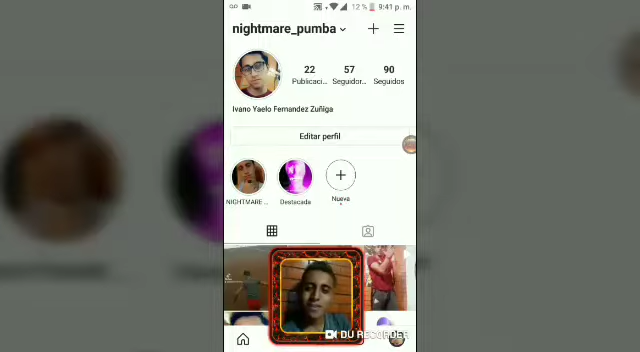 12 % 9:41 p. m.
nightmare_pumba
22 57 90
Publicaci... Seguidor... Seguidos
Ivano Yaelo Fernandez Zuñiga
Editar perfil
NIGHTMARE ... Destacada Nueva
DU RECORDER